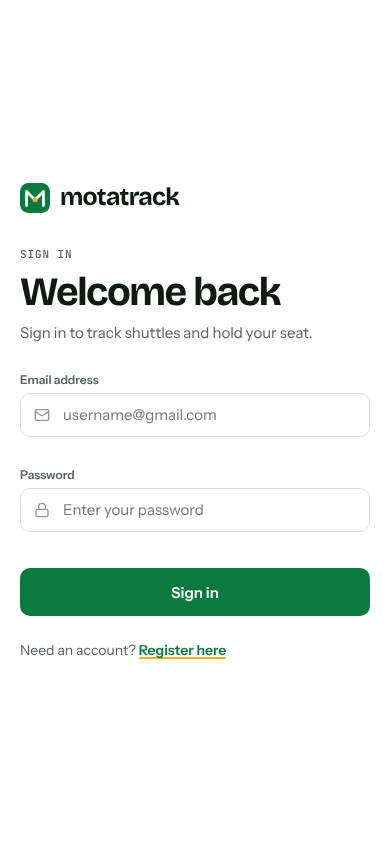 motatrack
SIGN IN
Welcome back
Sign in to track shuttles and hold your seat.
Email address
username@gmail.com
Password
Enter your password
Sign in
Need an account? Register here